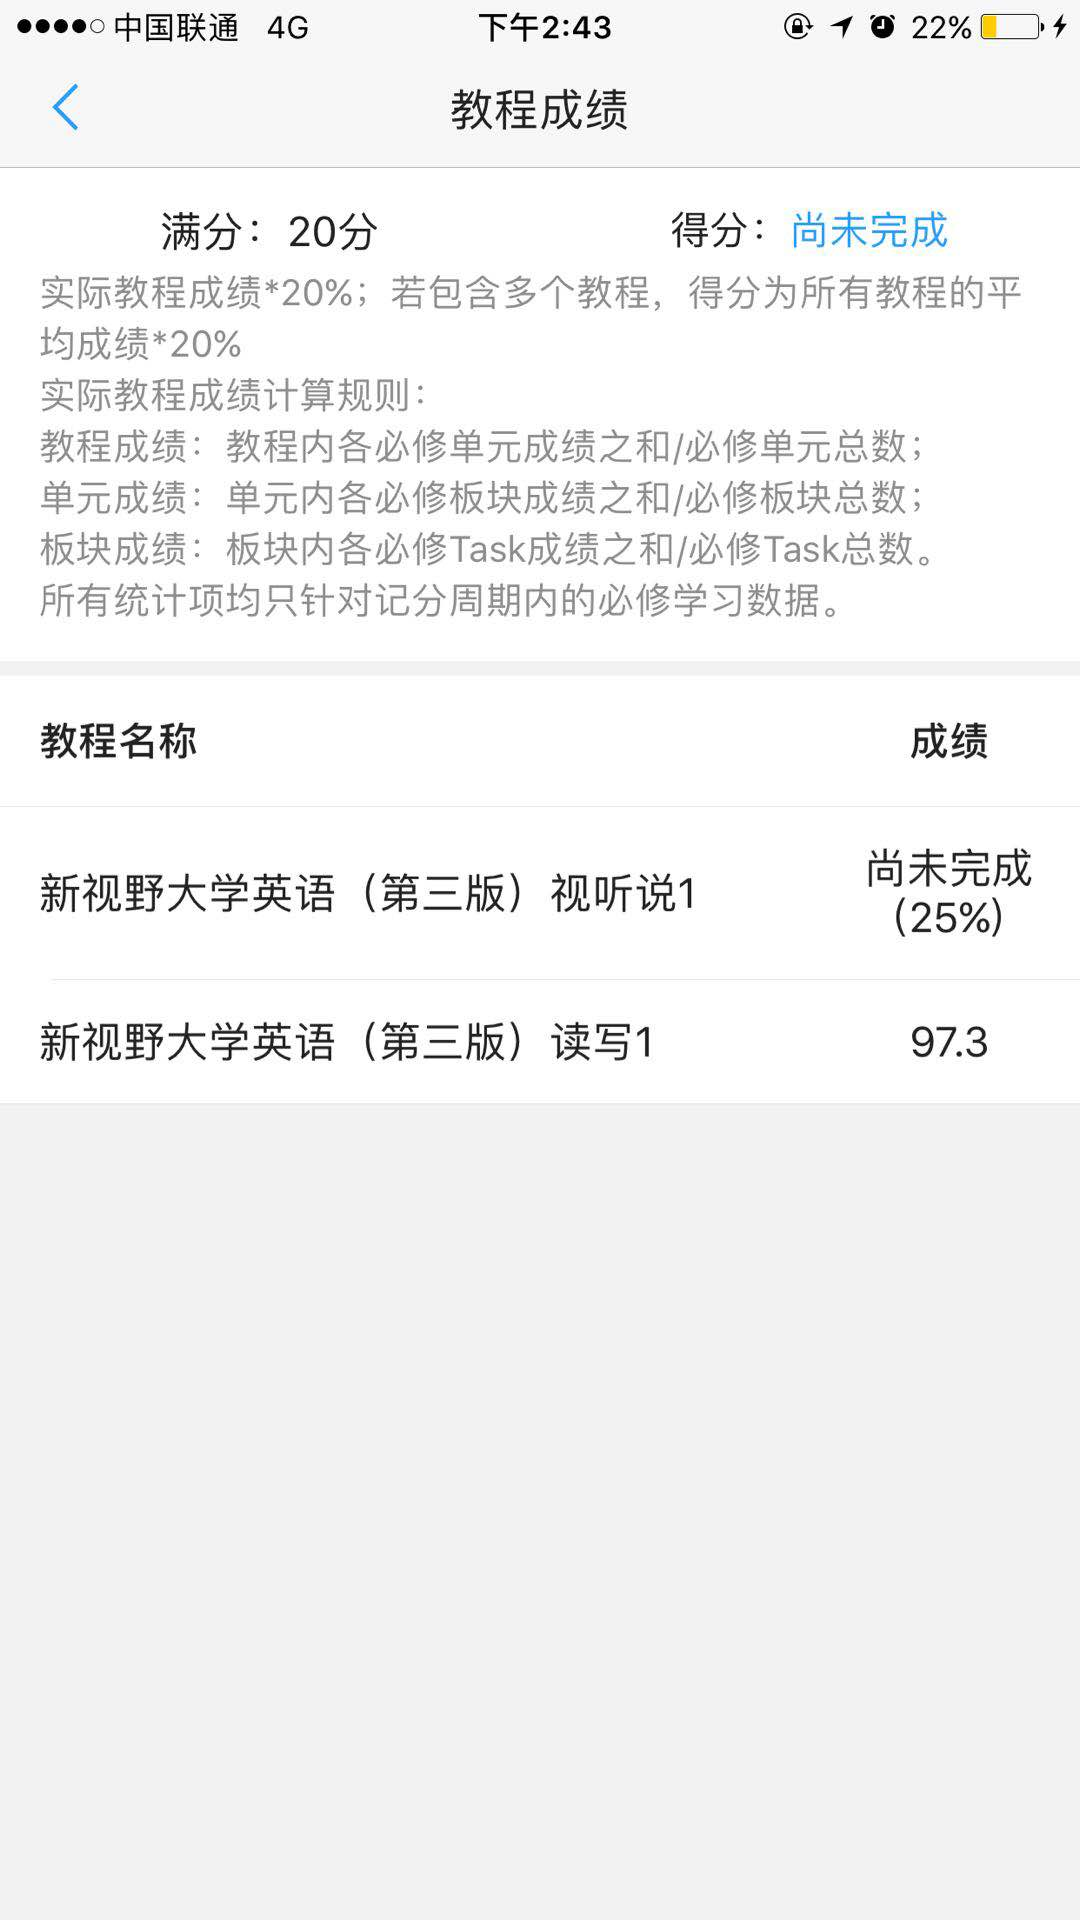 中国联通 4G 下午2:43 22%
教程成绩
满分：20分 得分：尚未完成
实际教程成绩*20%；若包含多个教程，得分为所有教程的平
均成绩*20%
实际教程成绩计算规则：
教程成绩：教程内各必修单元成绩之和/必修单元总数；
单元成绩：单元内各必修板块成绩之和/必修板块总数；
板块成绩：板块内各必修Task成绩之和/必修Task总数。
所有统计项均只针对记分周期内的必修学习数据。
教程名称 成绩
新视野大学英语（第三版）视听说1 尚未完成
(25%)
新视野大学英语（第三版）读写1 97.3